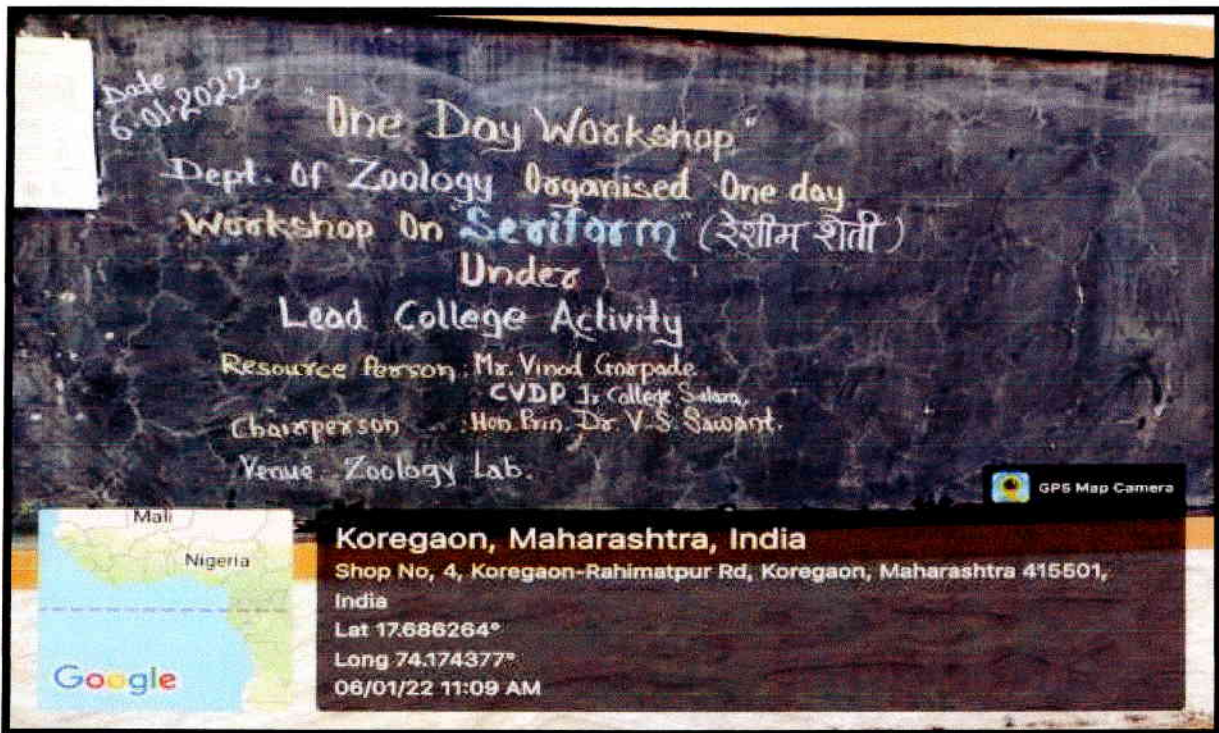 Date
6.01.2022
"One Day Workshop"
Dept. Of Zoology Organised One day
Workshop On "Seriform" (रेशीम शेती)
Under
Lead College Activity
Resource Person : Mr. Vinod Gorpade.
CVDP Jr College
Chairperson : Hon. Prin. Dr. V.S. Sawant.
Venue : Zoology Lab.
GPS Map Camera
Mali
Nigeria
Google
Koregaon, Maharashtra, India
Shop No, 4, Koregaon-Rahimatpur Rd, Koregaon, Maharashtra 415501,
India
Lat 17.686264°
Long 74.174377°
06/01/22 11:09 AM